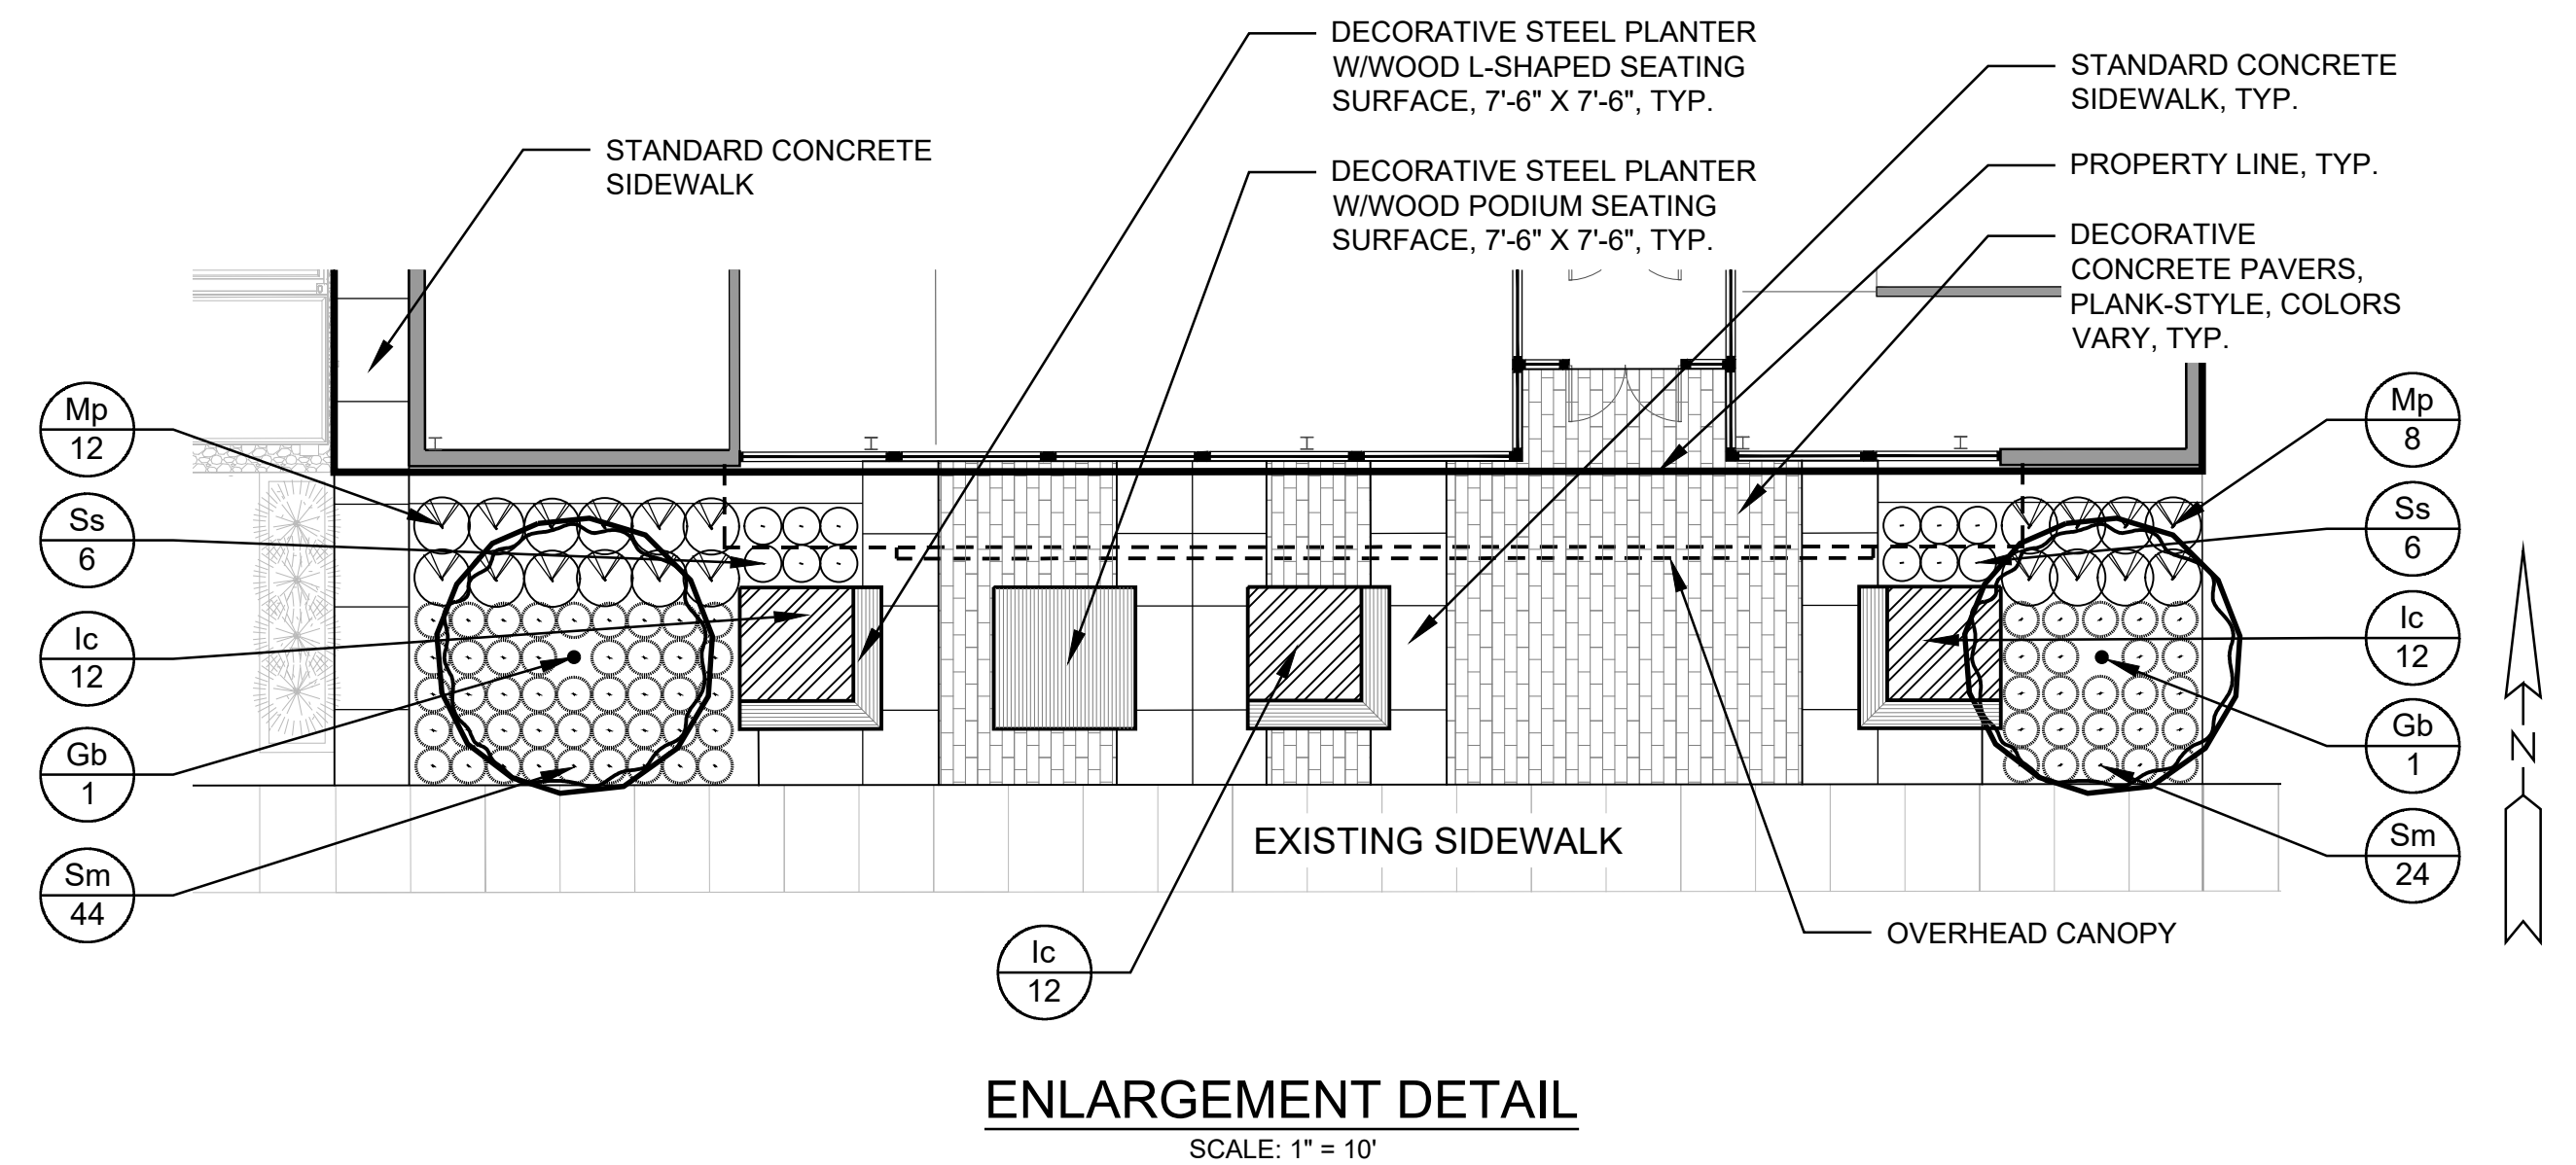 DECORATIVE STEEL PLANTER
W/WOOD L-SHAPED SEATING
SURFACE, 7'-6" X 7'-6", TYP.
STANDARD CONCRETE
SIDEWALK, TYP.
STANDARD CONCRETE
SIDEWALK
DECORATIVE STEEL PLANTER
W/WOOD PODIUM SEATING
SURFACE, 7'-6" X 7'-6", TYP.
PROPERTY LINE, TYP.
DECORATIVE
CONCRETE PAVERS,
PLANK-STYLE, COLORS
VARY, TYP.
Mp
12
Ss
6
Ic
12
Gb
1
Sm
44
Mp
8
Ss
6
Ic
12
Gb
1
Sm
24
N
EXISTING SIDEWALK
OVERHEAD CANOPY
Ic
12
ENLARGEMENT DETAIL
SCALE: 1" = 10'